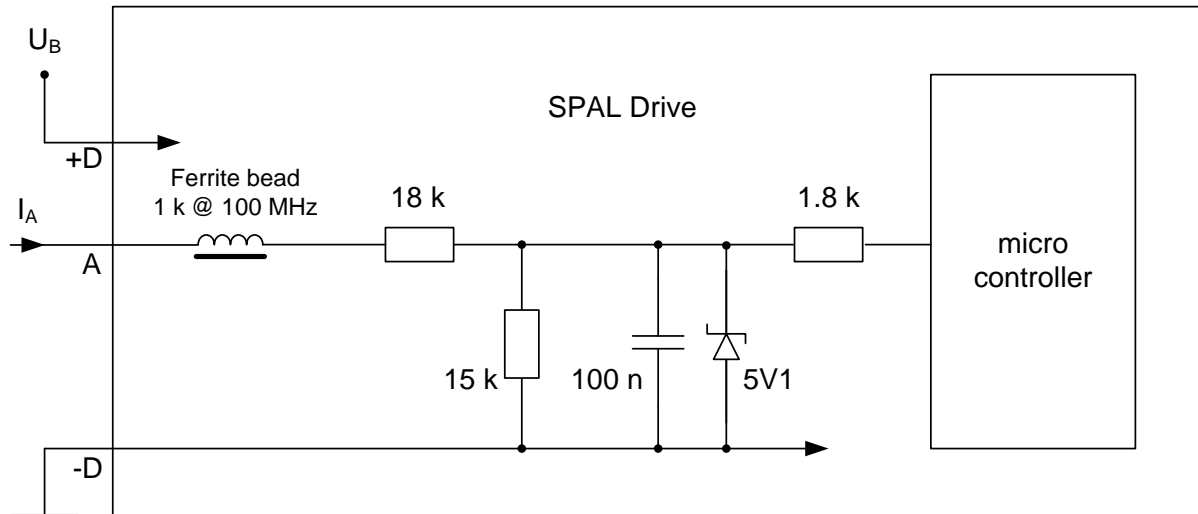 U_B
SPAL Drive
+D
Ferrite bead
1 k @ 100 MHz
18 k
1.8 k
I_A
A
micro
controller
15 k
100 n
5V1
-D